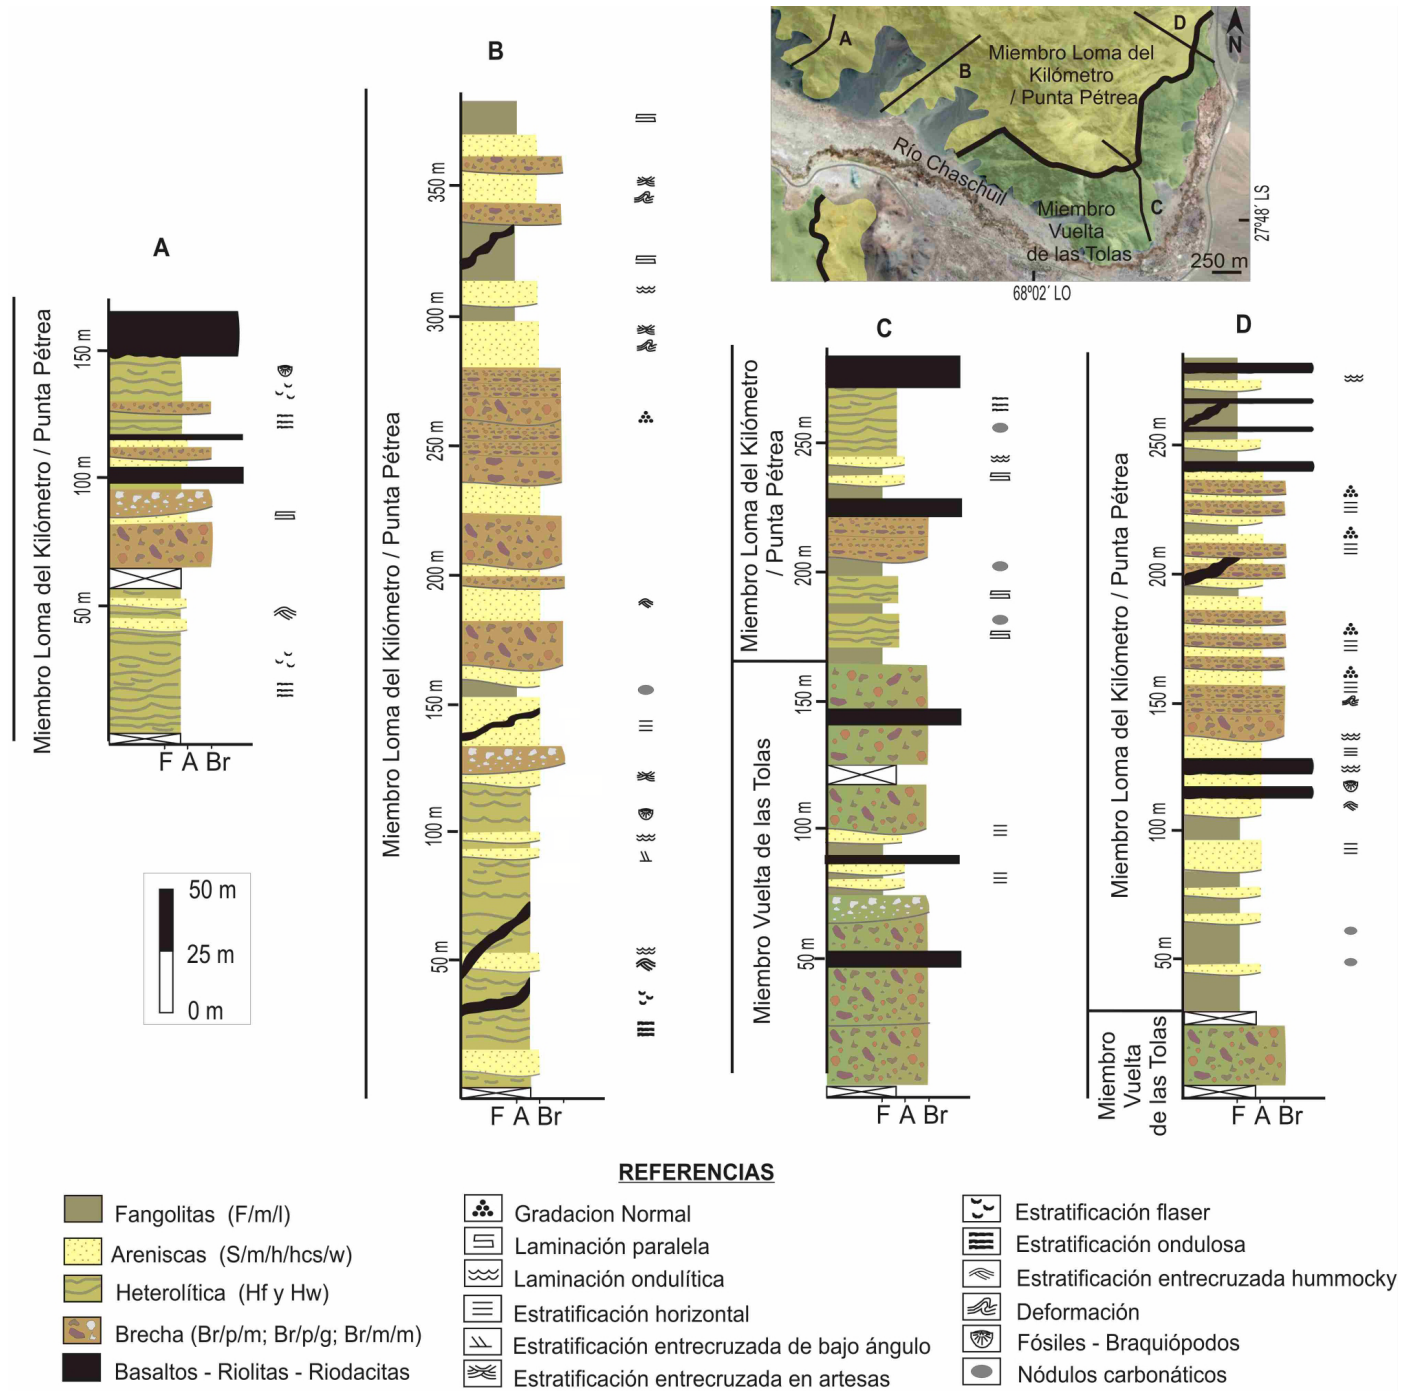 A
B
C
D
N
Miembro Loma del
Kilómetro
/ Punta Pétrea
Río Chaschuil
Miembro
Vuelta
de las Tolas
250 m
27º48´ LS
68º02´ LO
A
Miembro Loma del Kilómetro / Punta Pétrea
150 m
100 m
50 m
F A Br
50 m
25 m
0 m
B
Miembro Loma del Kilómetro / Punta Pétrea
350 m
300 m
250 m
200 m
150 m
100 m
50 m
F A Br
C
Miembro Loma del Kilómetro
/ Punta Pétrea
Miembro Vuelta de las Tolas
250 m
200 m
150 m
100 m
50 m
F A Br
D
Miembro Loma del Kilómetro / Punta Pétrea
Miembro
Vuelta
de las Tolas
250 m
200 m
150 m
100 m
50 m
F A Br
REFERENCIAS
Fangolitas (F/m/l)
Areniscas (S/m/h/hcs/w)
Heterolítica (Hf y Hw)
Brecha (Br/p/m; Br/p/g; Br/m/m)
Basaltos - Riolitas - Riodacitas
Gradacion Normal
Laminación paralela
Laminación ondulítica
Estratificación horizontal
Estratificación entrecruzada de bajo ángulo
Estratificación entrecruzada en artesas
Estratificación flaser
Estratificación ondulosa
Estratificación entrecruzada hummocky
Deformación
Fósiles - Braquiópodos
Nódulos carbonáticos